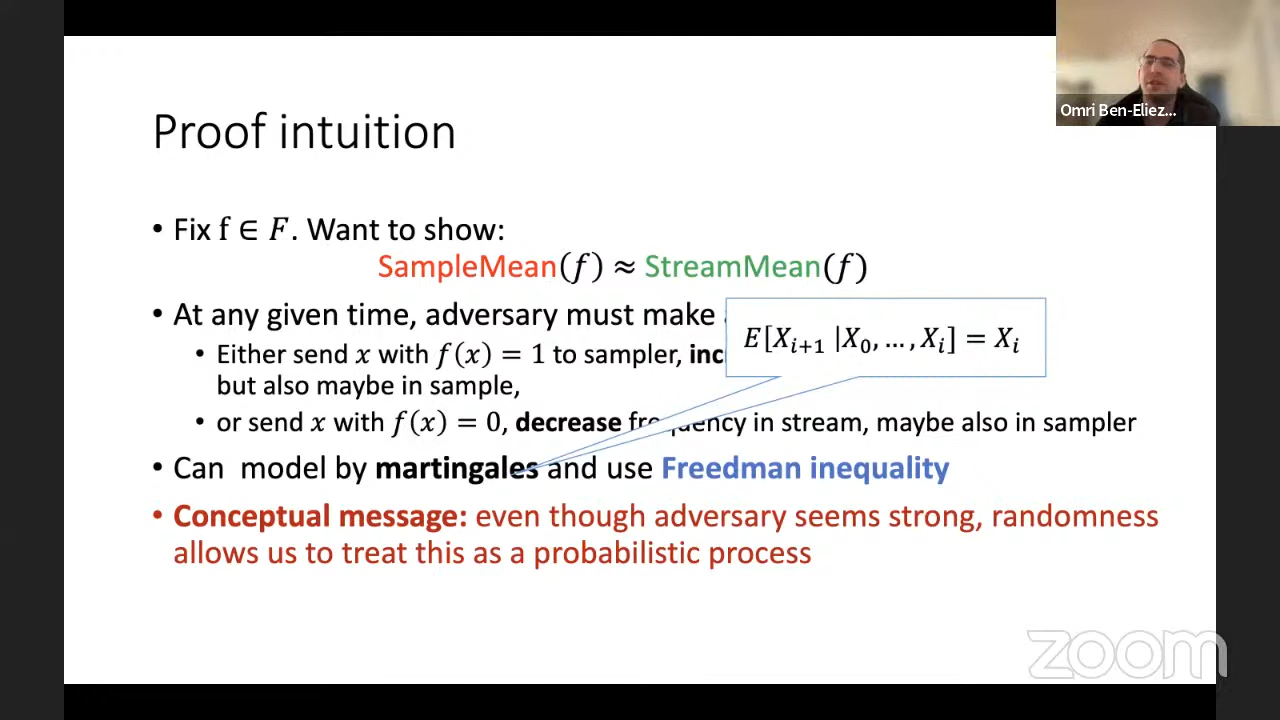 Omri Ben-Eliez...
Proof intuition
• Fix f ∈ F. Want to show:
SampleMean(f) ≈ StreamMean(f)
• At any given time, adversary must make
E[X_{i+1} |X_0, …, X_i] = X_i
• Either send x with f(x) = 1 to sampler, inc
but also maybe in sample,
• or send x with f(x) = 0, decrease frequency in stream, maybe also in sampler
• Can model by martingales and use Freedman inequality
• Conceptual message: even though adversary seems strong, randomness
allows us to treat this as a probabilistic process
zoom